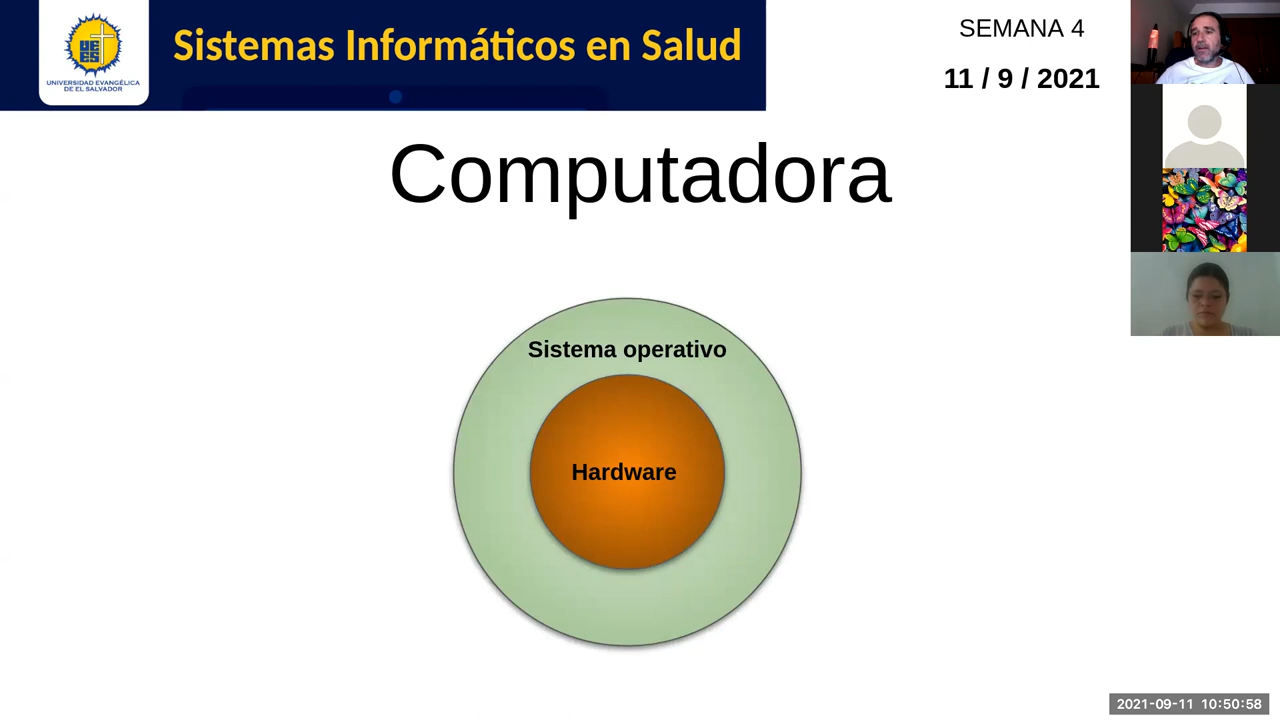 UNIVERSIDAD EVANGÉLICA
DE EL SALVADOR
Sistemas Informáticos en Salud
SEMANA 4
11 / 9 / 2021
Computadora
Sistema operativo
Hardware
2021-09-11 10:50:58